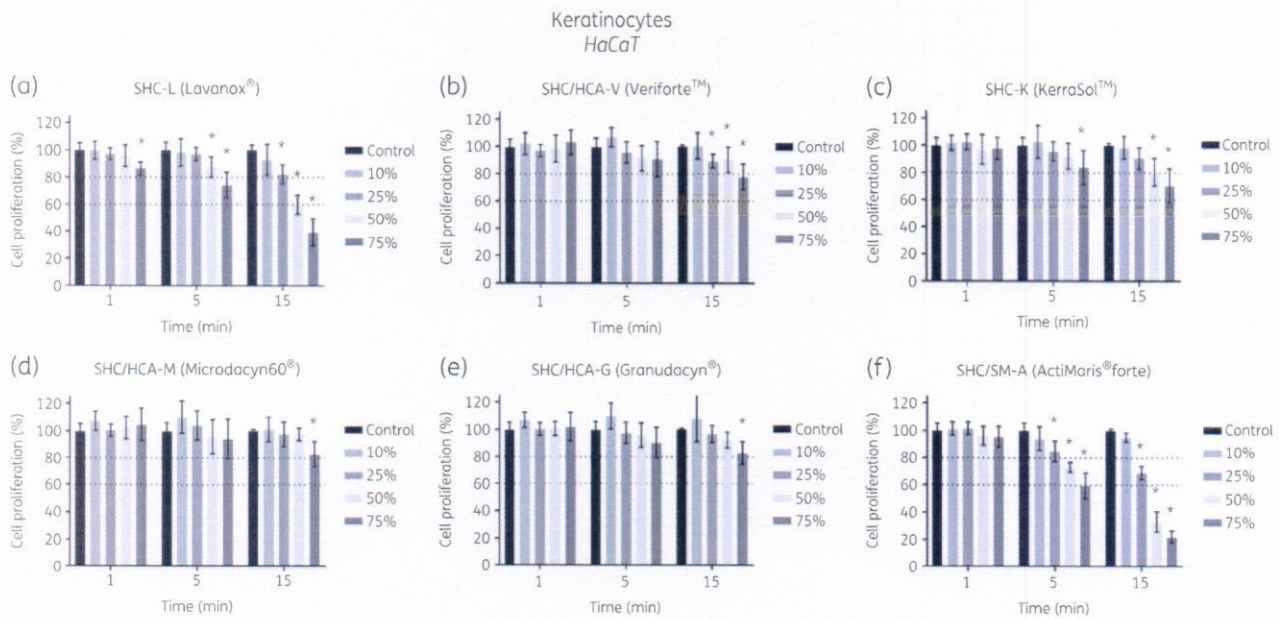 Keratinocytes
HaCaT
(a)
SHC-L (Lavanox®)
Cell proliferation (%)
120
100
80
60
40
20
0
1
5
15
Time (min)
Control
10%
25%
50%
75%
(b)
SHC/HCA-V (Veriforte™)
Cell proliferation (%)
120
100
80
60
40
20
0
1
5
15
Time (min)
Control
10%
25%
50%
75%
(c)
SHC-K (KerraSol™)
Cell proliferation (%)
120
100
80
60
40
20
0
1
5
15
Time (min)
Control
10%
25%
50%
75%
(d)
SHC/HCA-M (Microdacyn60®)
Cell proliferation (%)
120
100
80
60
40
20
0
1
5
15
Time (min)
Control
10%
25%
50%
75%
(e)
SHC/HCA-G (Granudacyn®)
Cell proliferation (%)
120
100
80
60
40
20
0
1
5
15
Time (min)
Control
10%
25%
50%
75%
(f)
SHC/SM-A (ActiMaris®forte)
Cell proliferation (%)
120
100
80
60
40
20
0
1
5
15
Time (min)
Control
10%
25%
50%
75%